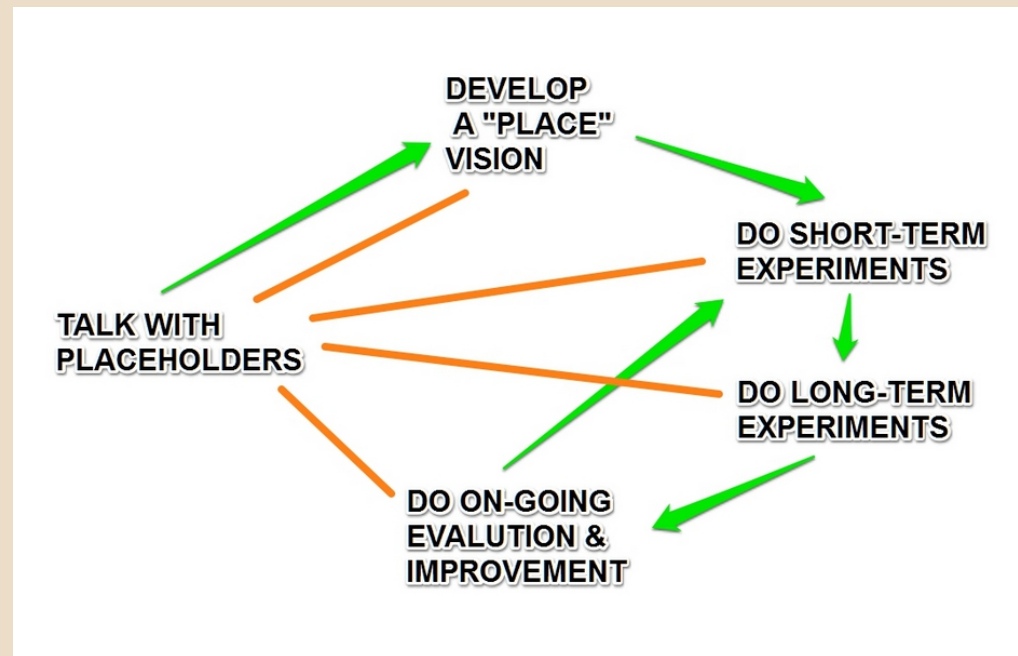 DEVELOP
A "PLACE"
VISION
DO SHORT-TERM
EXPERIMENTS
TALK WITH
PLACEHOLDERS
DO LONG-TERM
EXPERIMENTS
DO ON-GOING
EVALUTION &
IMPROVEMENT